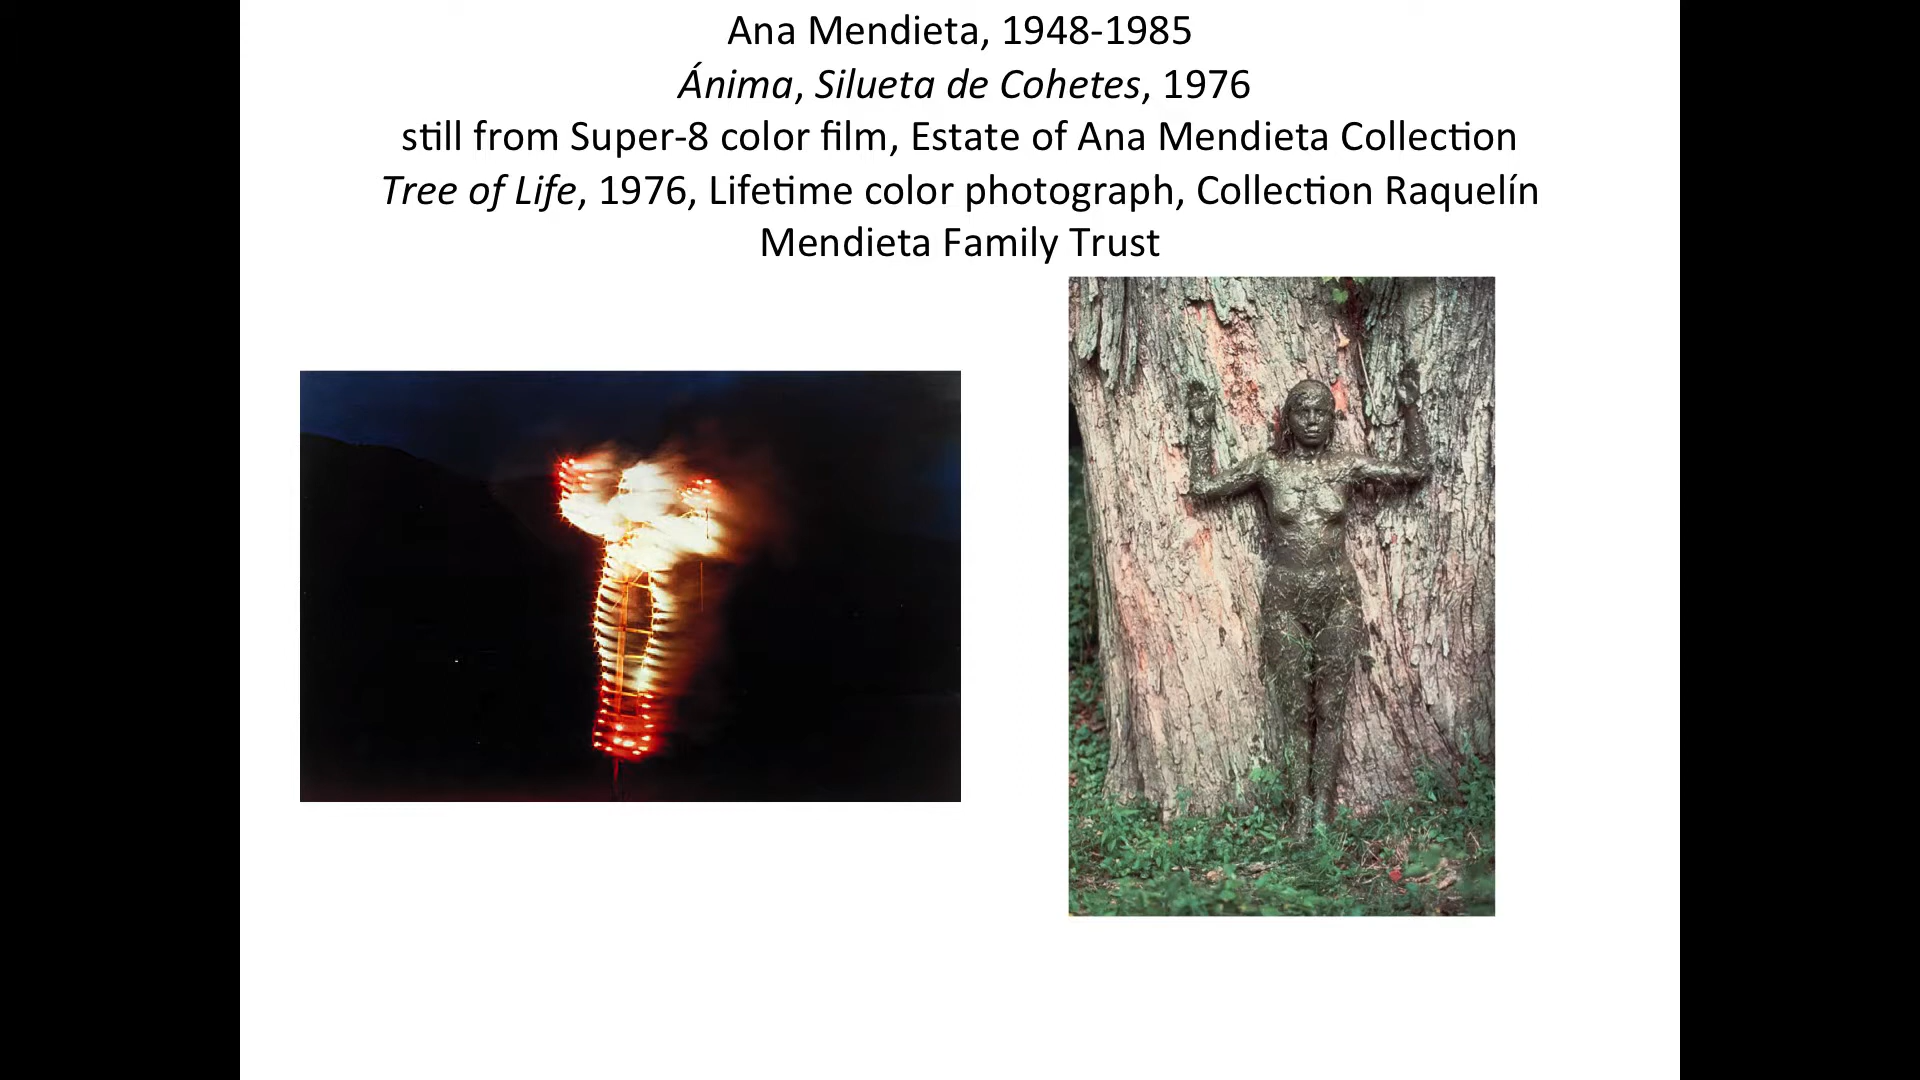 Ana Mendieta, 1948-1985
Ánima, Silueta de Cohetes, 1976
still from Super-8 color film, Estate of Ana Mendieta Collection
Tree of Life, 1976, Lifetime color photograph, Collection Raquelín
Mendieta Family Trust